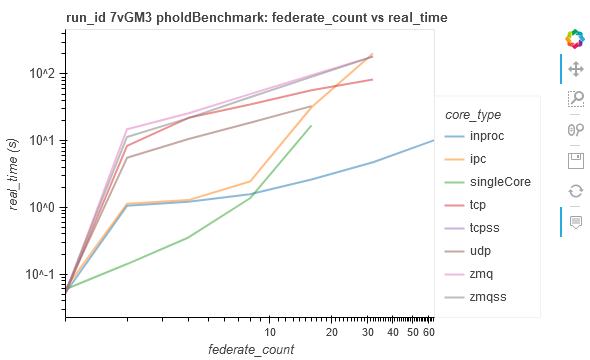 run_id 7vGM3 pholdBenchmark: federate_count vs real_time
real_time (s)
10^2
10^1
10^0
10^-1
10
20
30
40
50
60
federate_count
core_type
inproc
ipc
singleCore
tcp
tcpss
udp
zmq
zmqss